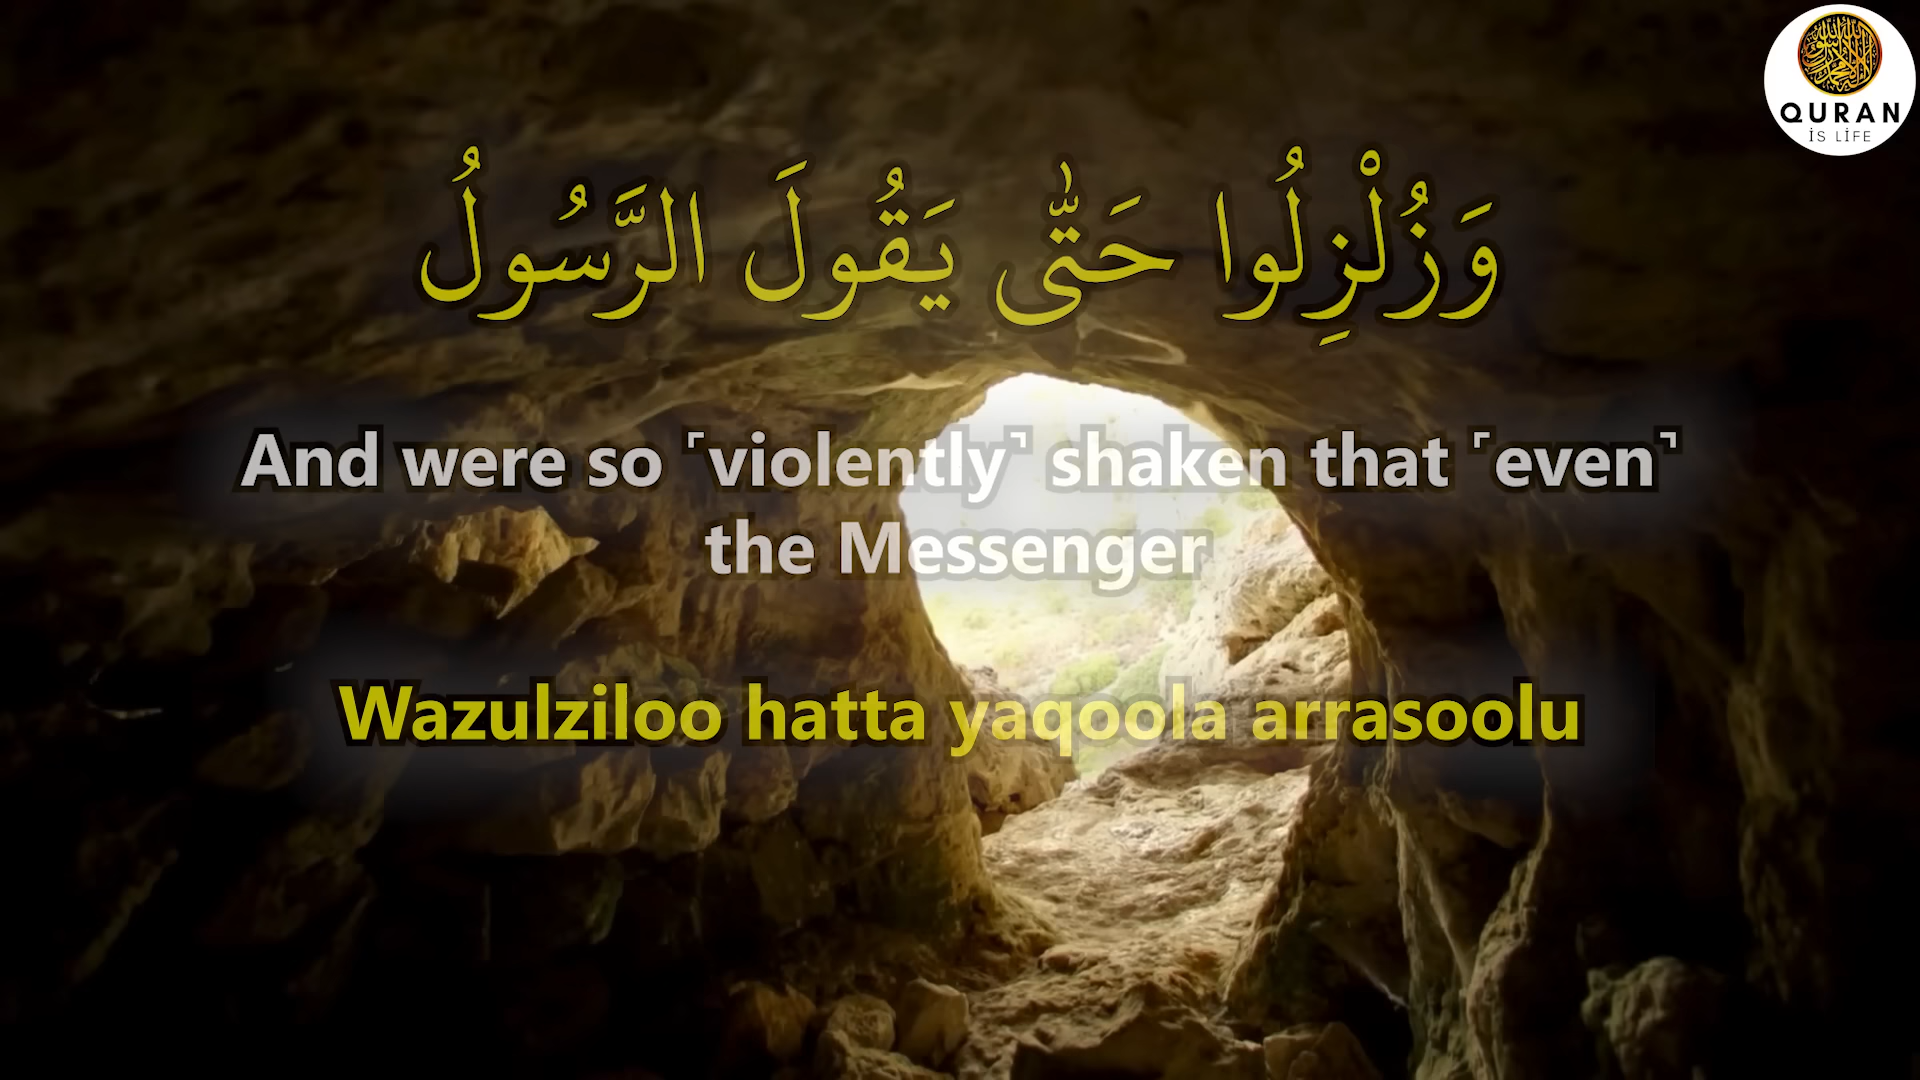 QURAN
İS LİFE
وَزُلْزِلُوا حَتَّىٰ يَقُولَ الرَّسُولُ
And were so ˹violently˺ shaken that ˹even˺
the Messenger
Wazulziloo hatta yaqoola arrasoolu